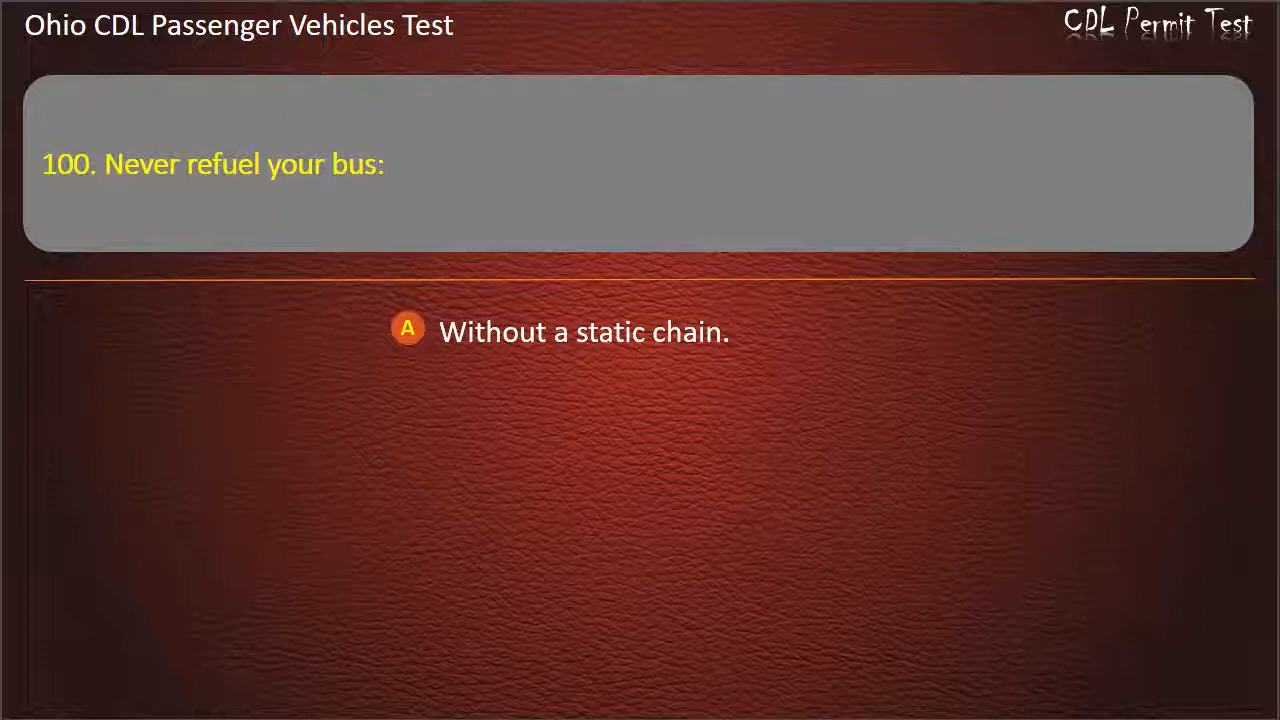 Ohio CDL Passenger Vehicles Test
CDL Permit Test
100. Never refuel your bus:
A Without a static chain.